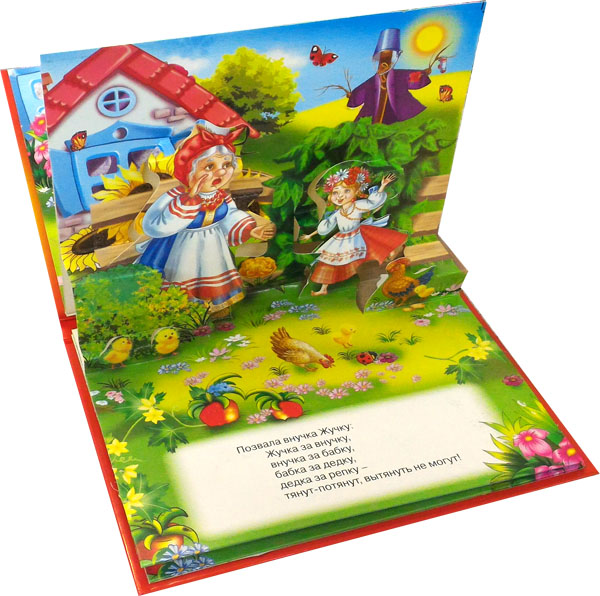 Позвала внучка Жучку:
Жучка за внучку,
внучка за бабку,
бабка за дедку,
дедка за репку –
тянут-потянут, вытянуть не могут!